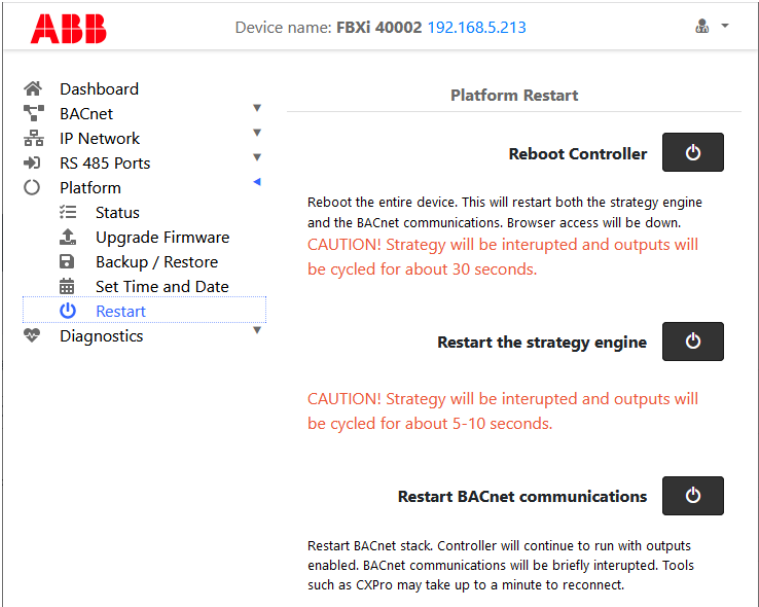 ABB
Device name: FBXi 40002 192.168.5.213
Dashboard
BACnet
IP Network
RS 485 Ports
Platform
Status
Upgrade Firmware
Backup / Restore
Set Time and Date
Restart
Diagnostics
Platform Restart
Reboot Controller
Reboot the entire device. This will restart both the strategy engine
and the BACnet communications. Browser access will be down.
CAUTION! Strategy will be interupted and outputs will
be cycled for about 30 seconds.
Restart the strategy engine
CAUTION! Strategy will be interupted and outputs will
be cycled for about 5-10 seconds.
Restart BACnet communications
Restart BACnet stack. Controller will continue to run with outputs
enabled. BACnet communications will be briefly interrupted. Tools
such as CXPro may take up to a minute to reconnect.